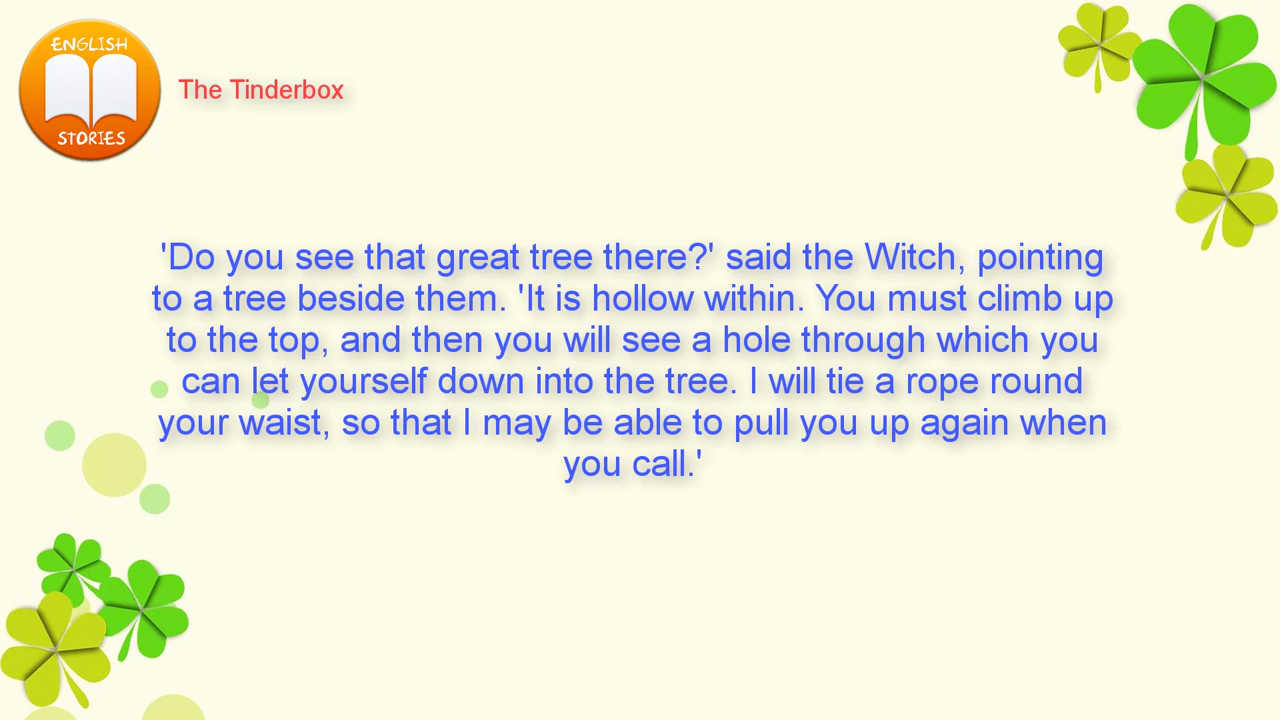 ENGLISH
STORIES
The Tinderbox
'Do you see that great tree there?' said the Witch, pointing
to a tree beside them. 'It is hollow within. You must climb up
to the top, and then you will see a hole through which you
can let yourself down into the tree. I will tie a rope round
your waist, so that I may be able to pull you up again when
you call.'